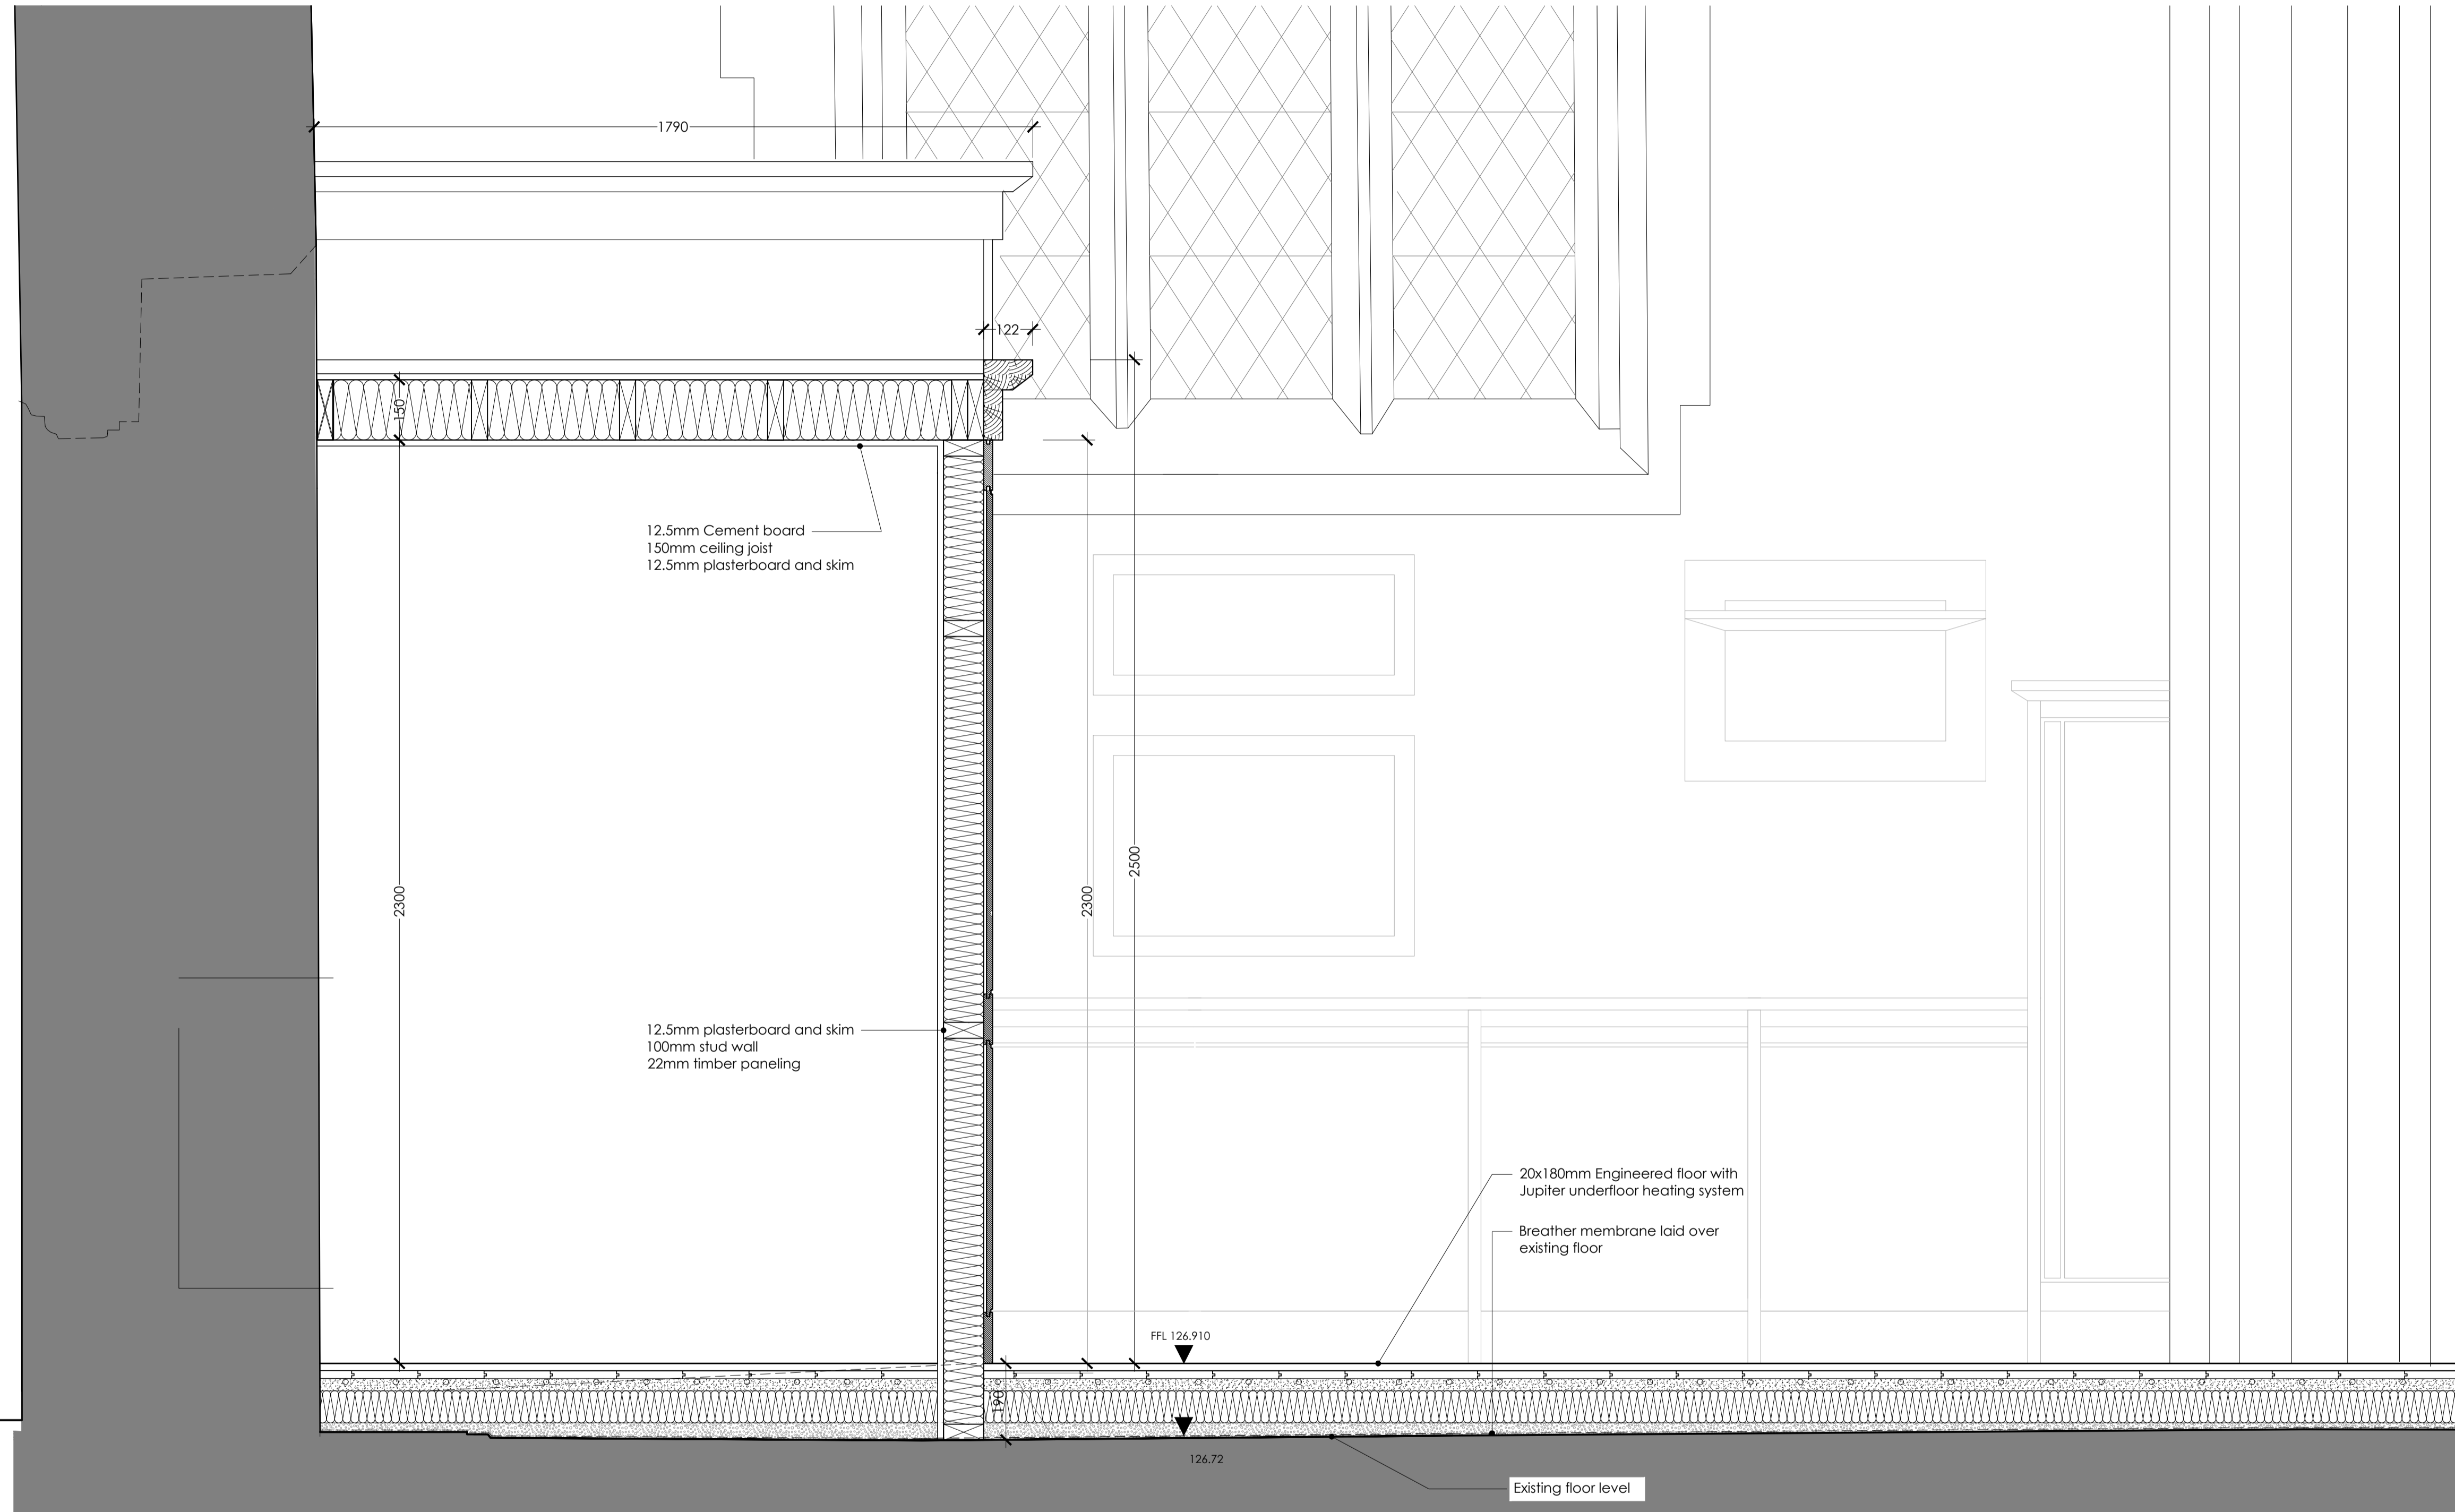 1790
122
150
12.5mm Cement board
150mm ceiling joist
12.5mm plasterboard and skim
2300
2300
2500
12.5mm plasterboard and skim
100mm stud wall
22mm timber paneling
20x180mm Engineered floor with
Jupiter underfloor heating system
Breather membrane laid over
existing floor
FFL 126.910
190
126.72
Existing floor level